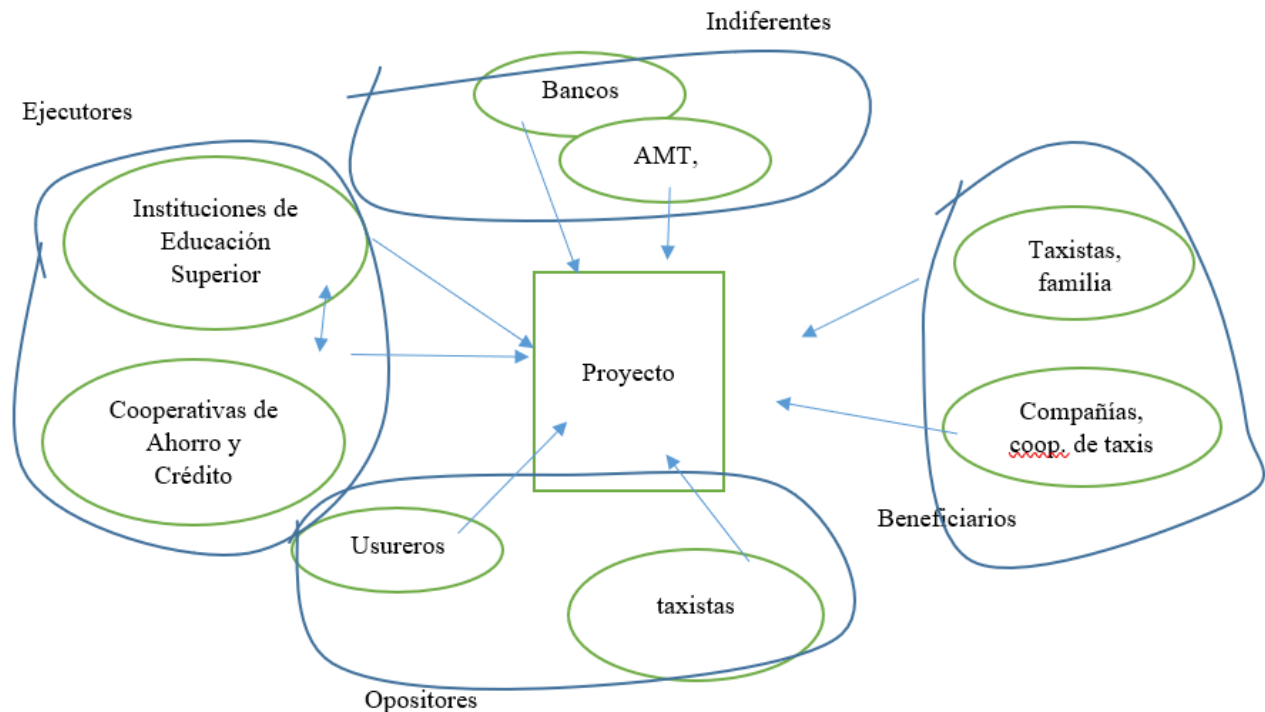 Indiferentes
Bancos
AMT,
Ejecutores
Instituciones de
Educación
Superior
Cooperativas de
Ahorro y
Crédito
Proyecto
Taxistas,
familia
Compañías,
coop. de taxis
Beneficiarios
Usureros
taxistas
Opositores